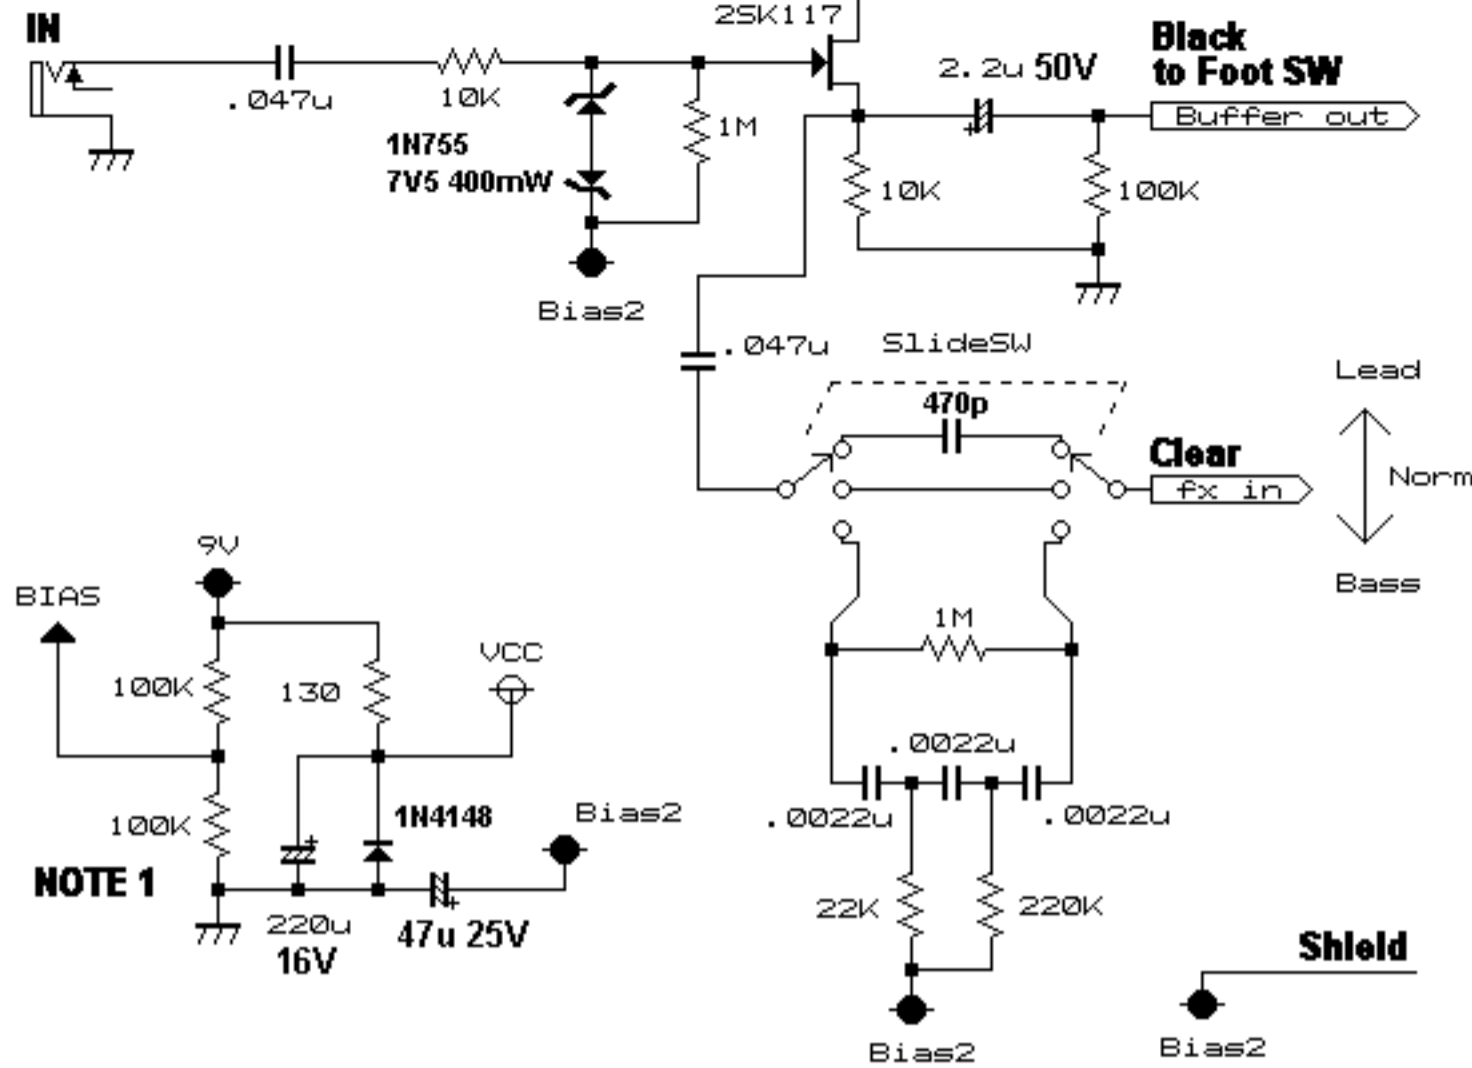 IN
2SK117
Black
to Foot SW
2.2u 50V
.047u
10K
Buffer out
1N755
7V5 400mW
1M
10K
100K
Bias2
.047u
SlideSW
Lead
470p
Clear
fx in
Norm
9V
BIAS
Bass
1M
VCC
100K
130
.0022u
Bias2
1N4148
.0022u
.0022u
100K
NOTE 1
22K
220K
220u
16V
47u 25V
Shield
Bias2
Bias2